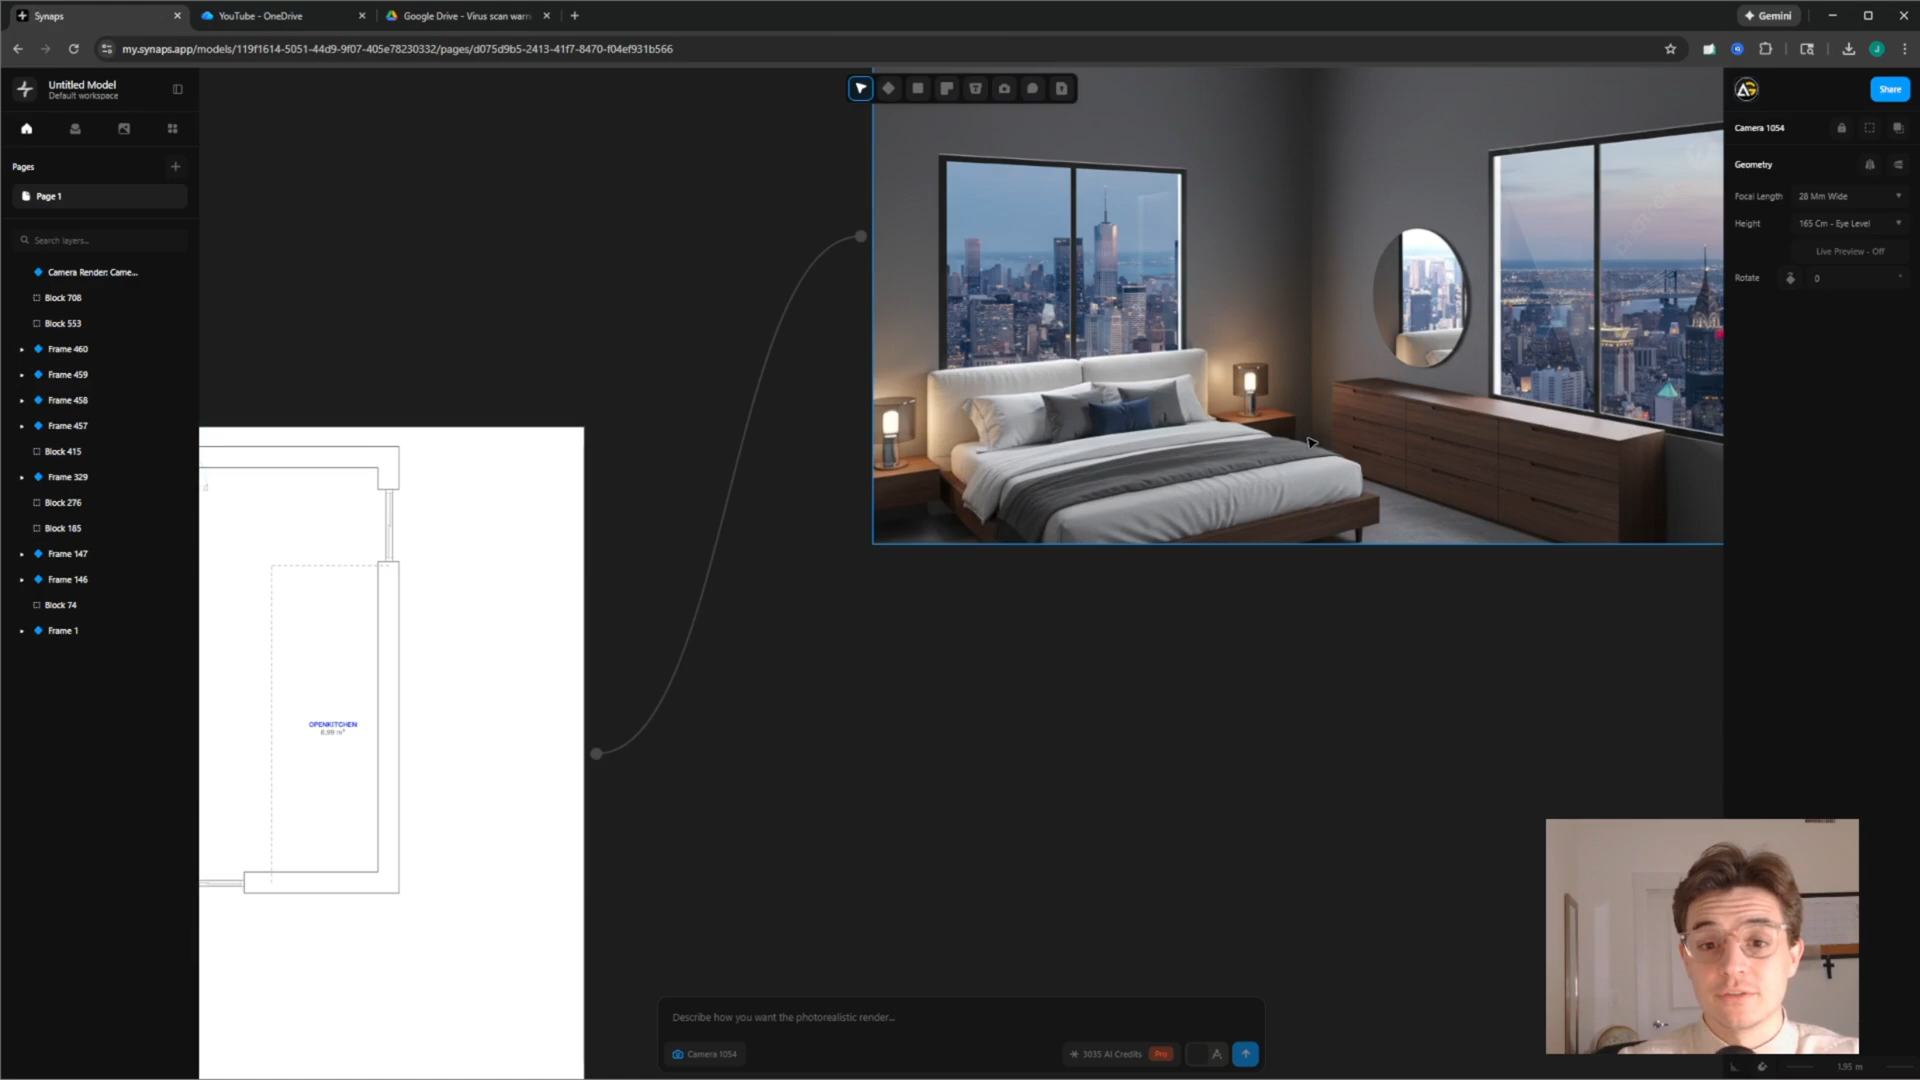 Synaps
YouTube - OneDrive
Google Drive - Virus scan warn
Gemini
my.synaps.app/models/119f1614-5051-44d9-9f07-405e78230332/pages/d075d9b5-2413-41f7-8470-f04ef931b566
J
Untitled Model
Default workspace
Share
Camera 1054
Pages
Geometry
Page 1
Focal Length
28 Mm Wide
Height
165 Cm - Eye Level
Search layers...
Live Preview - Off
Camera Render: Came...
Rotate
0
°
Block 708
Block 553
Frame 460
Frame 459
Frame 458
Frame 457
Block 415
Frame 329
Block 276
Block 185
Frame 147
Frame 146
Block 74
Frame 1
OPENKITCHEN
8.99 m²
Describe how you want the photorealistic render...
Camera 1054
3035 AI Credits
Pro
1.95 m